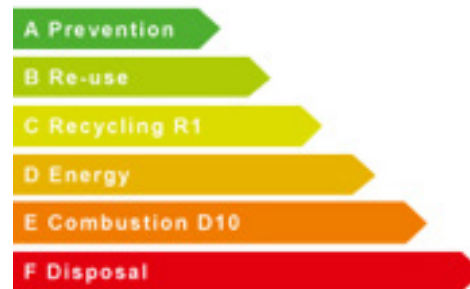 A Prevention
B Re-use
C Recycling R1
D Energy
E Combustion D10
F Disposal